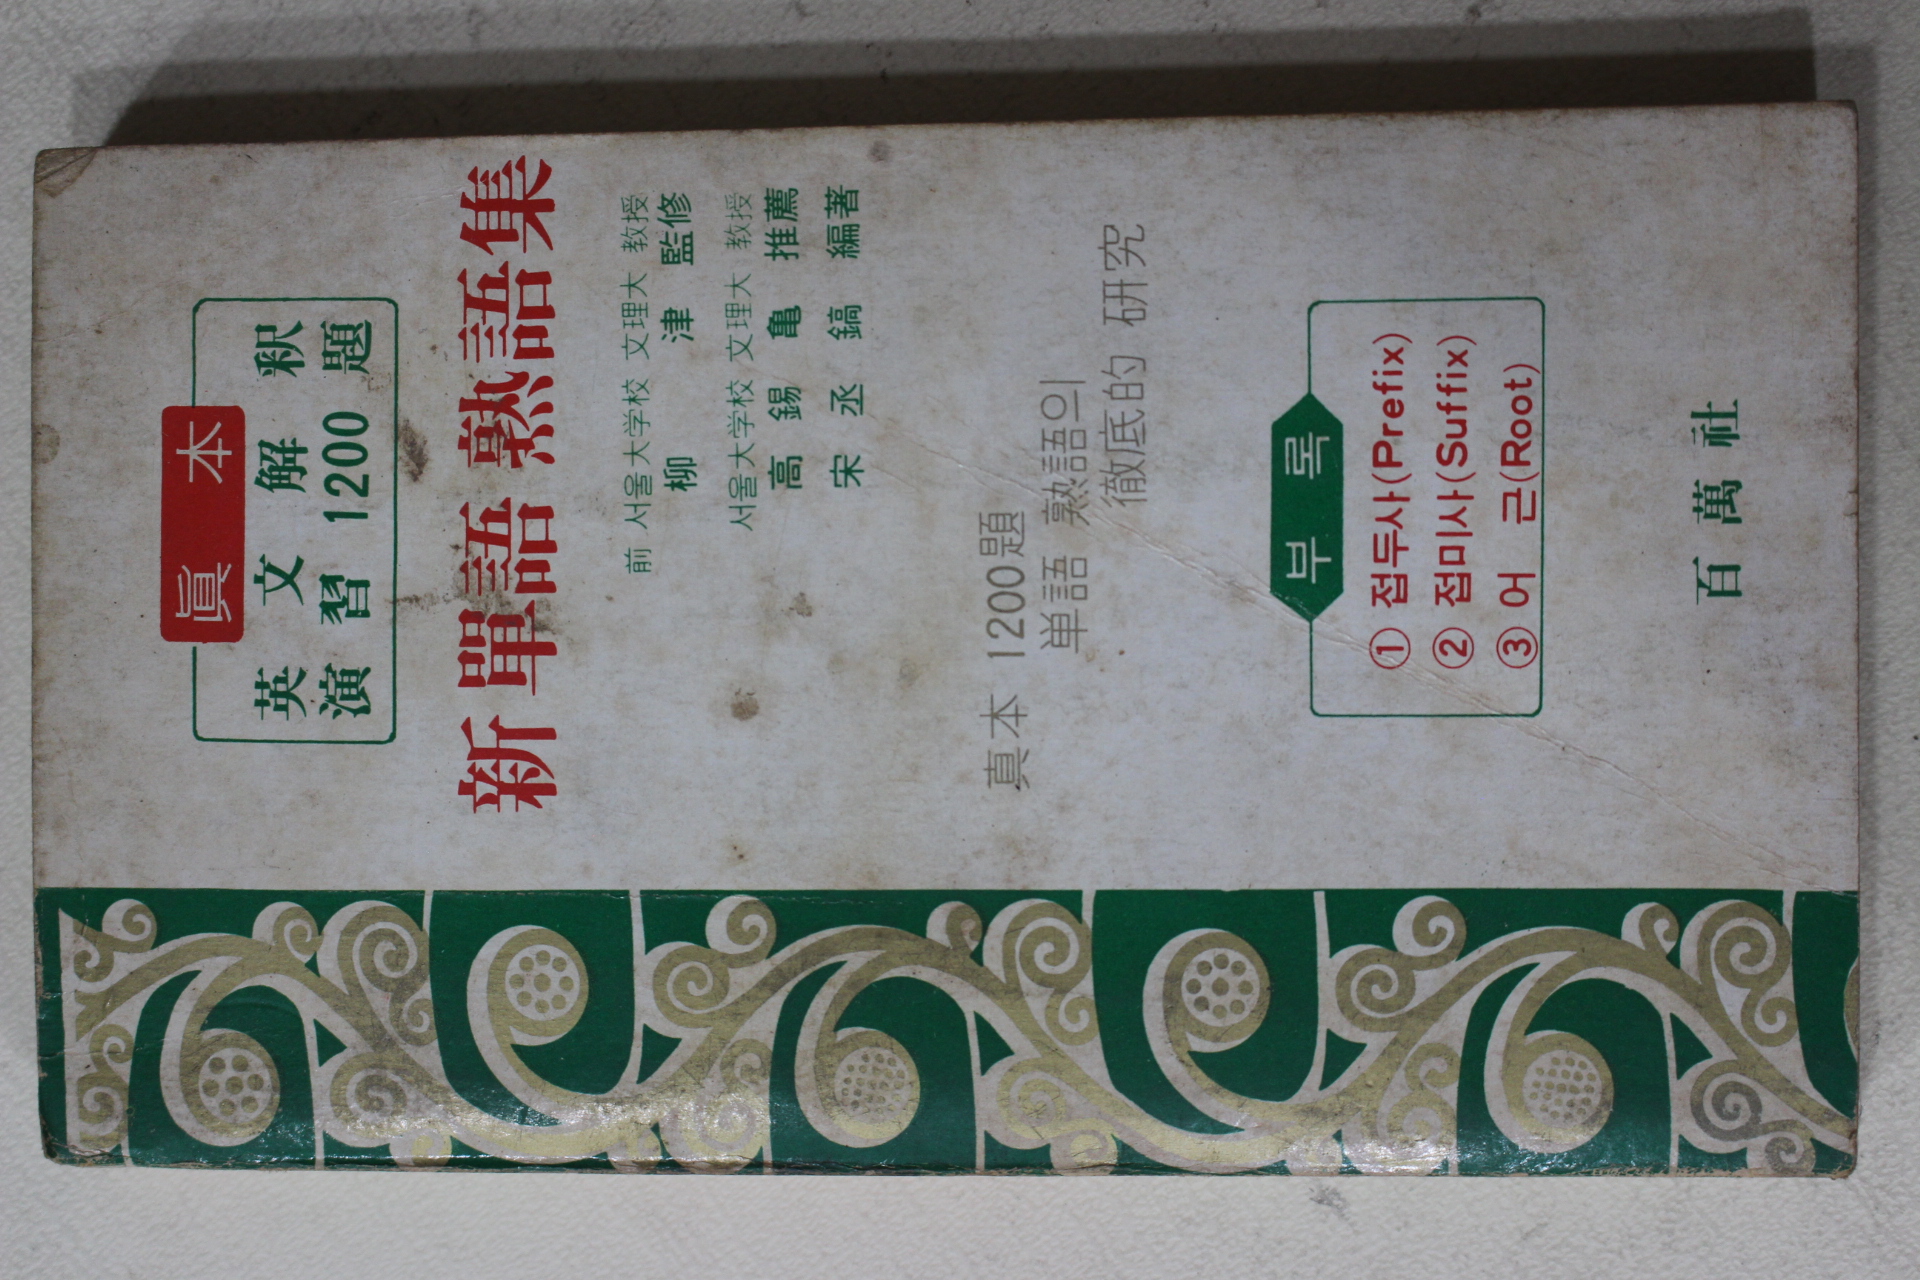 眞本
英文解釈
演習1200題
新單語熟語集
前 서울大学校 文理大 教授
柳津 監修
서울大学校 文理大 教授
高錫亀 推薦
宋丞鎬 編著
真本 1200題
単語 熟語의
徹底的 研究
부록
① 접두사(Prefix)
② 접미사(Suffix)
③ 어근(Root)
百萬社